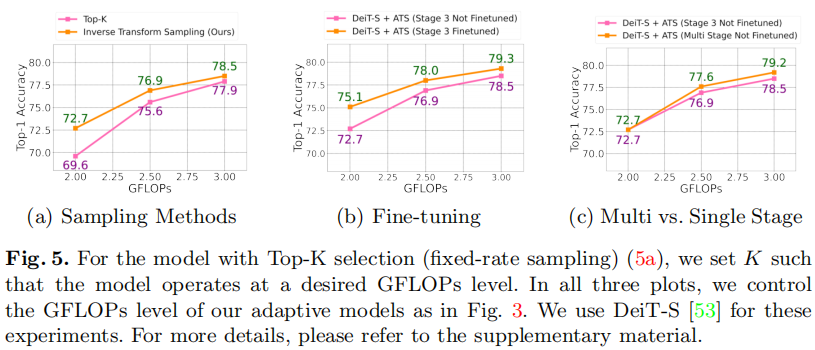 Top-K
Inverse Transform Sampling (Ours)
Top-1 Accuracy
80.0
77.5
75.0
72.5
70.0
72.7
76.9
78.5
69.6
75.6
77.9
2.00 2.25 2.50 2.75 3.00
GFLOPs
(a) Sampling Methods
DeiT-S + ATS (Stage 3 Not Finetuned)
DeiT-S + ATS (Stage 3 Finetuned)
Top-1 Accuracy
80.0
77.5
75.0
72.5
70.0
75.1
78.0
79.3
72.7
76.9
78.5
2.00 2.25 2.50 2.75 3.00
GFLOPs
(b) Fine-tuning
DeiT-S + ATS (Stage 3 Not Finetuned)
DeiT-S + ATS (Multi Stage Not Finetuned)
Top-1 Accuracy
80.0
77.5
75.0
72.5
70.0
72.7
77.6
79.2
72.7
76.9
78.5
2.00 2.25 2.50 2.75 3.00
GFLOPs
(c) Multi vs. Single Stage
Fig. 5. For the model with Top-K selection (fixed-rate sampling) (5a), we set K such
that the model operates at a desired GFLOPs level. In all three plots, we control
the GFLOPs level of our adaptive models as in Fig. 3. We use DeiT-S [53] for these
experiments. For more details, please refer to the supplementary material.